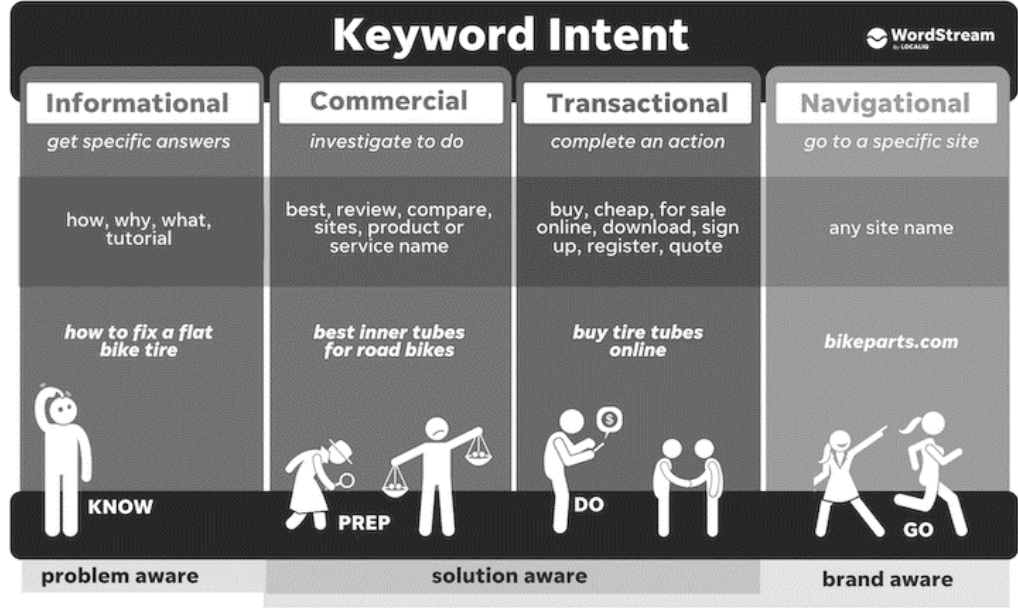 Keyword Intent
WordStream
By LOCALiQ
Informational
get specific answers
how, why, what,
tutorial
how to fix a flat
bike tire
KNOW
problem aware
Commercial
investigate to do
best, review, compare,
sites, product or
service name
best inner tubes
for road bikes
PREP
Transactional
complete an action
buy, cheap, for sale
online, download, sign
up, register, quote
buy tire tubes
online
$
DO
solution aware
Navigational
go to a specific site
any site name
bikeparts.com
GO
brand aware